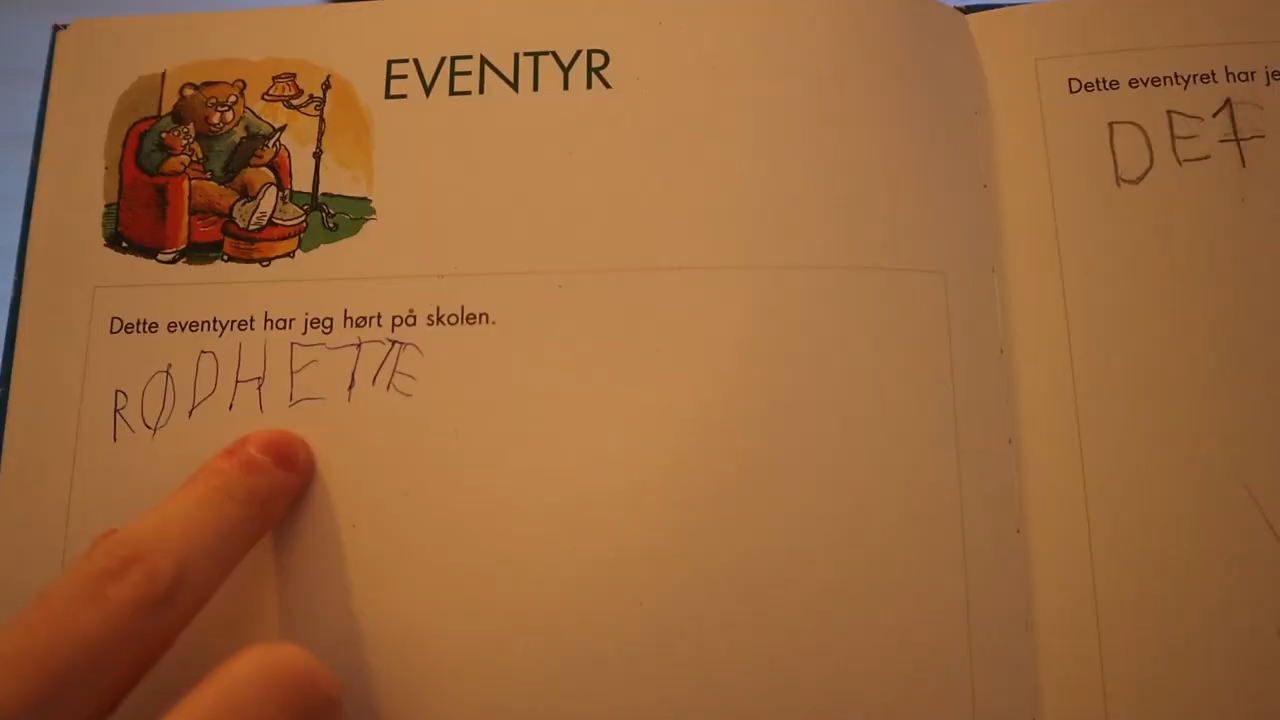 EVENTYR
Dette eventyret har jeg hørt på skolen.
RØDHETTE
Dette eventyret har je
DET